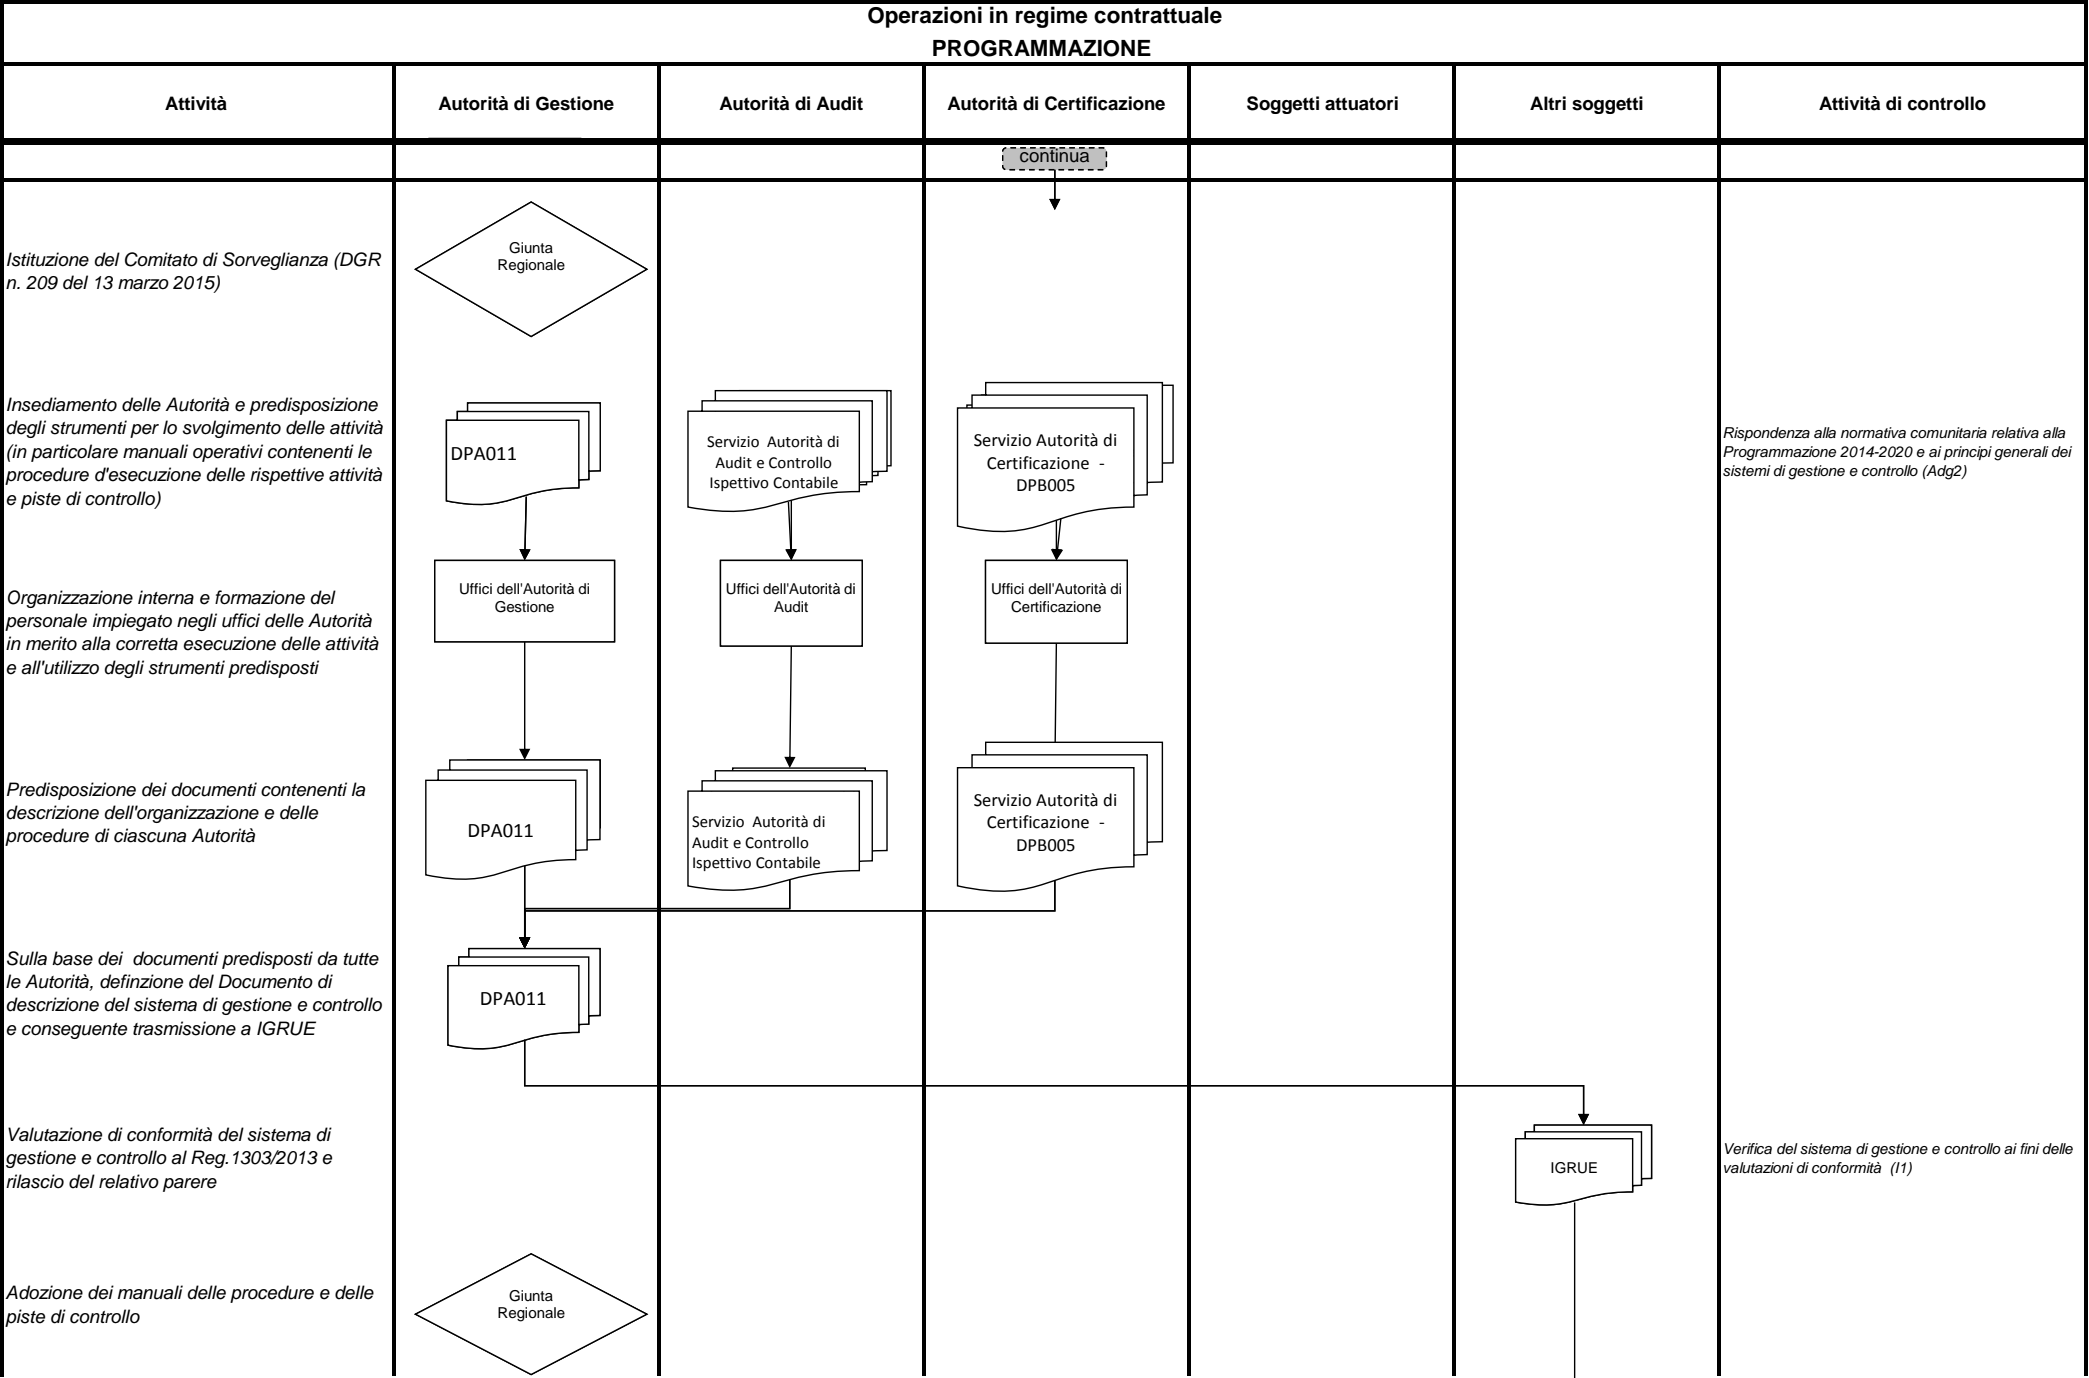 Operazioni in regime contrattuale
PROGRAMMAZIONE
Attività
Autorità di Gestione
Autorità di Audit
Autorità di Certificazione
Soggetti attuatori
Altri soggetti
Attività di controllo
continua
Istituzione del Comitato di Sorveglianza (DGR
n. 209 del 13 marzo 2015)
Giunta
Regionale
Insediamento delle Autorità e predisposizione
degli strumenti per lo svolgimento delle attività
(in particolare manuali operativi contenenti le
procedure d'esecuzione delle rispettive attività
e piste di controllo)
DPA011
Servizio Autorità di
Audit e Controllo
Ispettivo Contabile
Servizio Autorità di
Certificazione -
DPB005
Rispondenza alla normativa comunitaria relativa alla
Programmazione 2014-2020 e ai principi generali dei
sistemi di gestione e controllo (Adg2)
Organizzazione interna e formazione del
personale impiegato negli uffici delle Autorità
in merito alla corretta esecuzione delle attività
e all'utilizzo degli strumenti predisposti
Uffici dell'Autorità di
Gestione
Uffici dell'Autorità di
Audit
Uffici dell'Autorità di
Certificazione
Predisposizione dei documenti contenenti la
descrizione dell'organizzazione e delle
procedure di ciascuna Autorità
DPA011
Servizio Autorità di
Audit e Controllo
Ispettivo Contabile
Servizio Autorità di
Certificazione -
DPB005
Sulla base dei documenti predisposti da tutte
le Autorità, definzione del Documento di
descrizione del sistema di gestione e controllo
e conseguente trasmissione a IGRUE
DPA011
Valutazione di conformità del sistema di
gestione e controllo al Reg.1303/2013 e
rilascio del relativo parere
IGRUE
Verifica del sistema di gestione e controllo ai fini delle
valutazioni di conformità (I1)
Adozione dei manuali delle procedure e delle
piste di controllo
Giunta
Regionale